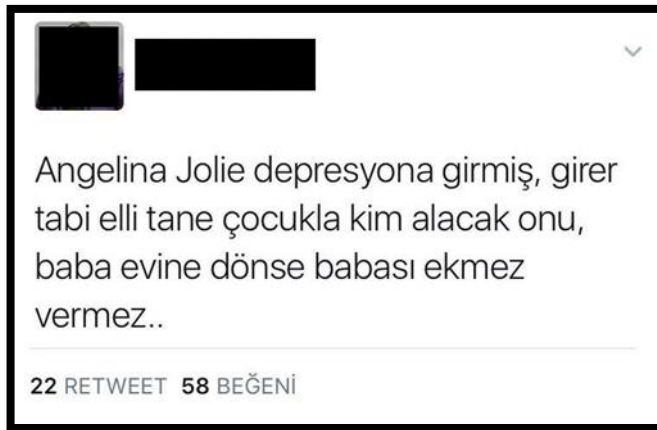 Angelina Jolie depresyona girmiş, girer
tabi elli tane çocukla kim alacak onu,
baba evine dönse babası ekmez
vermez..
22 RETWEET 58 BEĞENİ